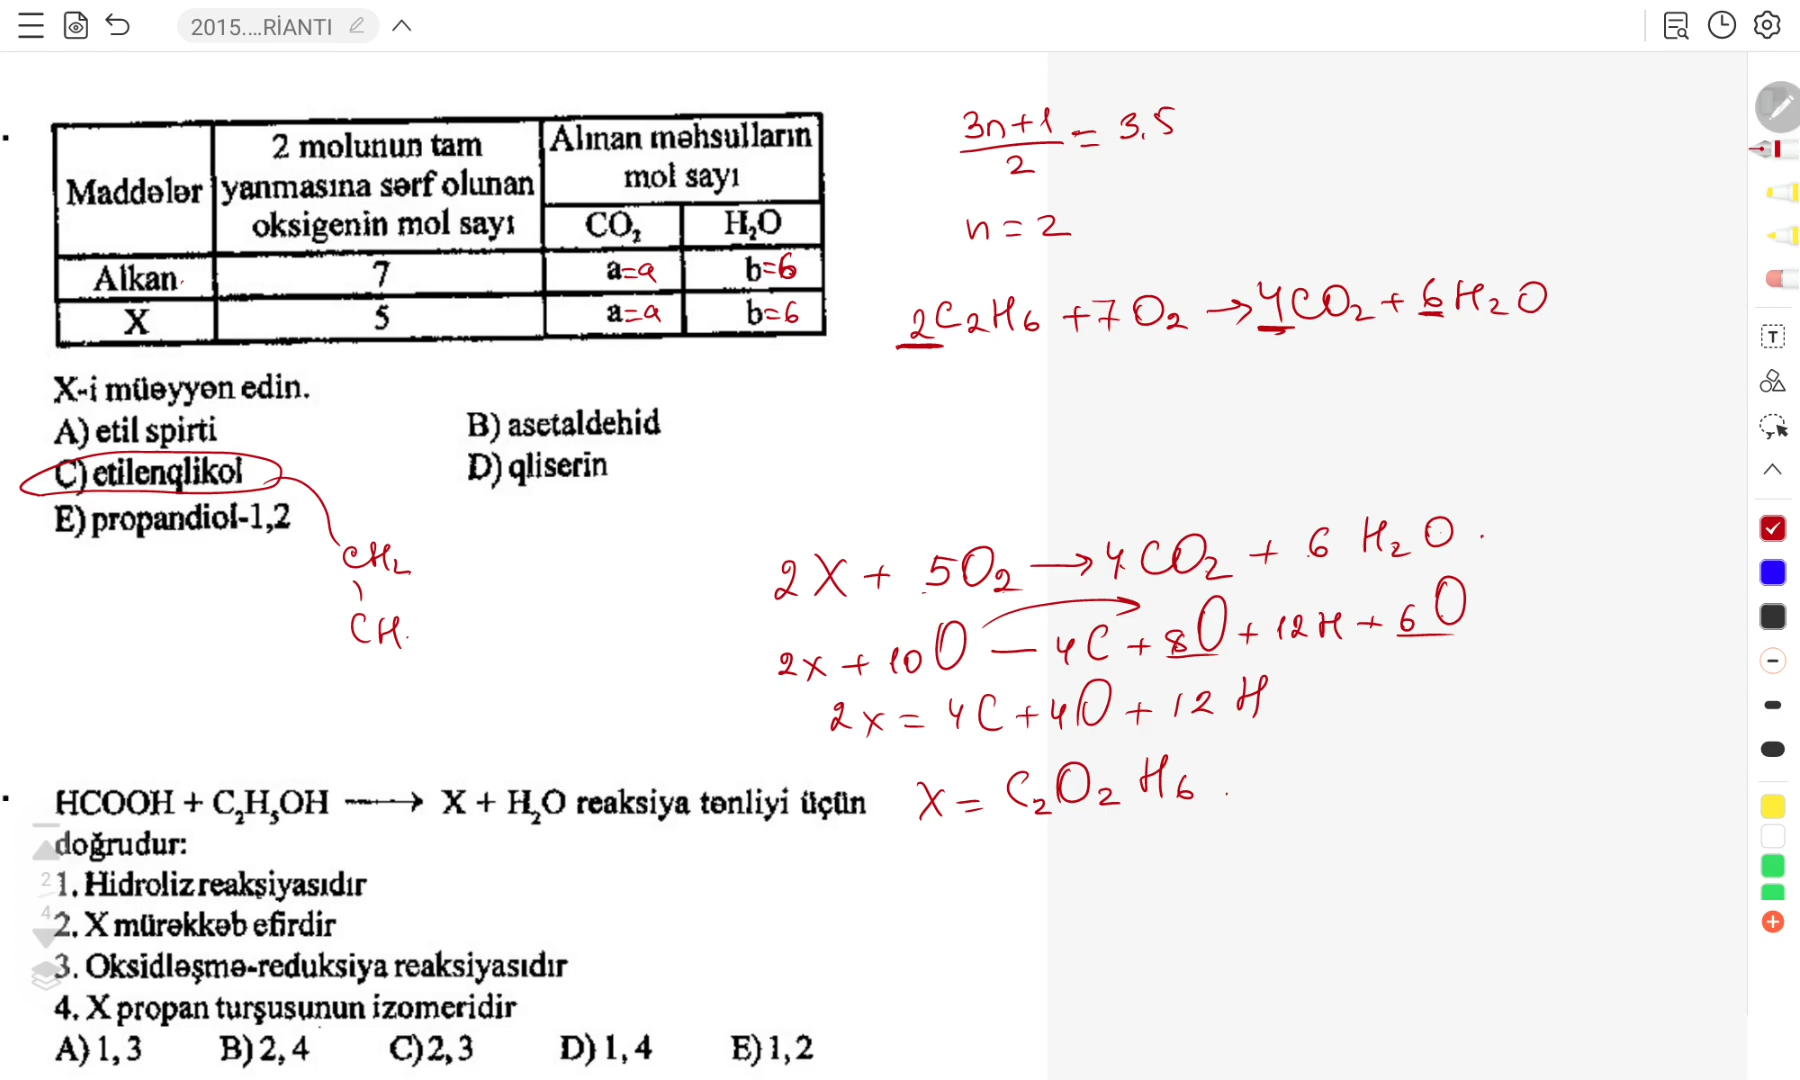 2015....RİANTI
Maddələr
2 molunun tam
yanmasına sərf olunan
oksigenin mol sayı
Alınan məhsulların
mol sayı
CO₂
H₂O
Alkan
7
a=a
b=6
X
5
a=a
b=6
X-i müəyyən edin.
A) etil spirti
B) asetaldehid
C) etilenqlikol
D) qliserin
E) propandiol-1,2
CH₂
CH.
(3n+1)/2 = 3,5
n = 2
2C₂H₆ + 7O₂ → 4CO₂ + 6H₂O
2X + 5O₂ → 4CO₂ + 6H₂O.
2x + 10O — 4C + 8O + 12H + 6O
2x = 4C + 4O + 12H
X = C₂O₂H₆.
HCOOH + C₂H₅OH ⟶ X + H₂O reaksiya tənliyi üçün
doğrudur:
1. Hidroliz reaksiyasıdır
2. X mürəkkəb efirdir
3. Oksidləşmə-reduksiya reaksiyasıdır
4. X propan turşusunun izomeridir
A) 1, 3 B) 2, 4 C) 2, 3 D) 1, 4 E) 1, 2
2
4
T